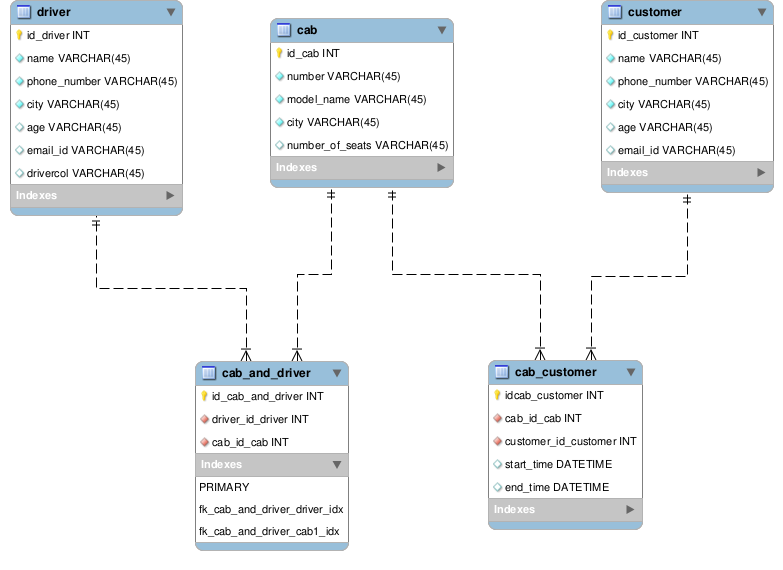 driver
id_driver INT
name VARCHAR(45)
phone_number VARCHAR(45)
city VARCHAR(45)
age VARCHAR(45)
email_id VARCHAR(45)
drivercol VARCHAR(45)
Indexes
cab
id_cab INT
number VARCHAR(45)
model_name VARCHAR(45)
city VARCHAR(45)
number_of_seats VARCHAR(45)
Indexes
customer
id_customer INT
name VARCHAR(45)
phone_number VARCHAR(45)
city VARCHAR(45)
age VARCHAR(45)
email_id VARCHAR(45)
Indexes
cab_and_driver
id_cab_and_driver INT
driver_id_driver INT
cab_id_cab INT
Indexes
PRIMARY
fk_cab_and_driver_driver_idx
fk_cab_and_driver_cab1_idx
cab_customer
idcab_customer INT
cab_id_cab INT
customer_id_customer INT
start_time DATETIME
end_time DATETIME
Indexes